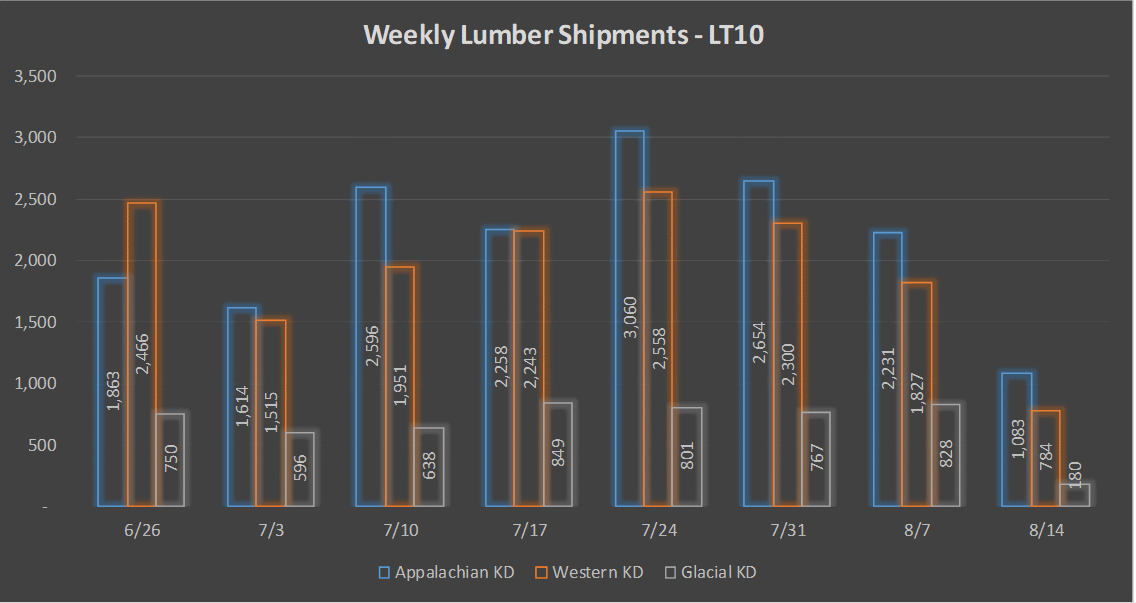 Weekly Lumber Shipments - LT10
3,500
3,000
2,500
2,000
1,500
1,000
500
-
1,863 2,466 750 1,614 1,515 596 2,596 1,951 638 2,258 2,243 849 3,060 2,558 801 2,654 2,300 767 2,231 1,827 828 1,083 784 180
6/26 7/3 7/10 7/17 7/24 7/31 8/7 8/14
Appalachian KD Western KD Glacial KD